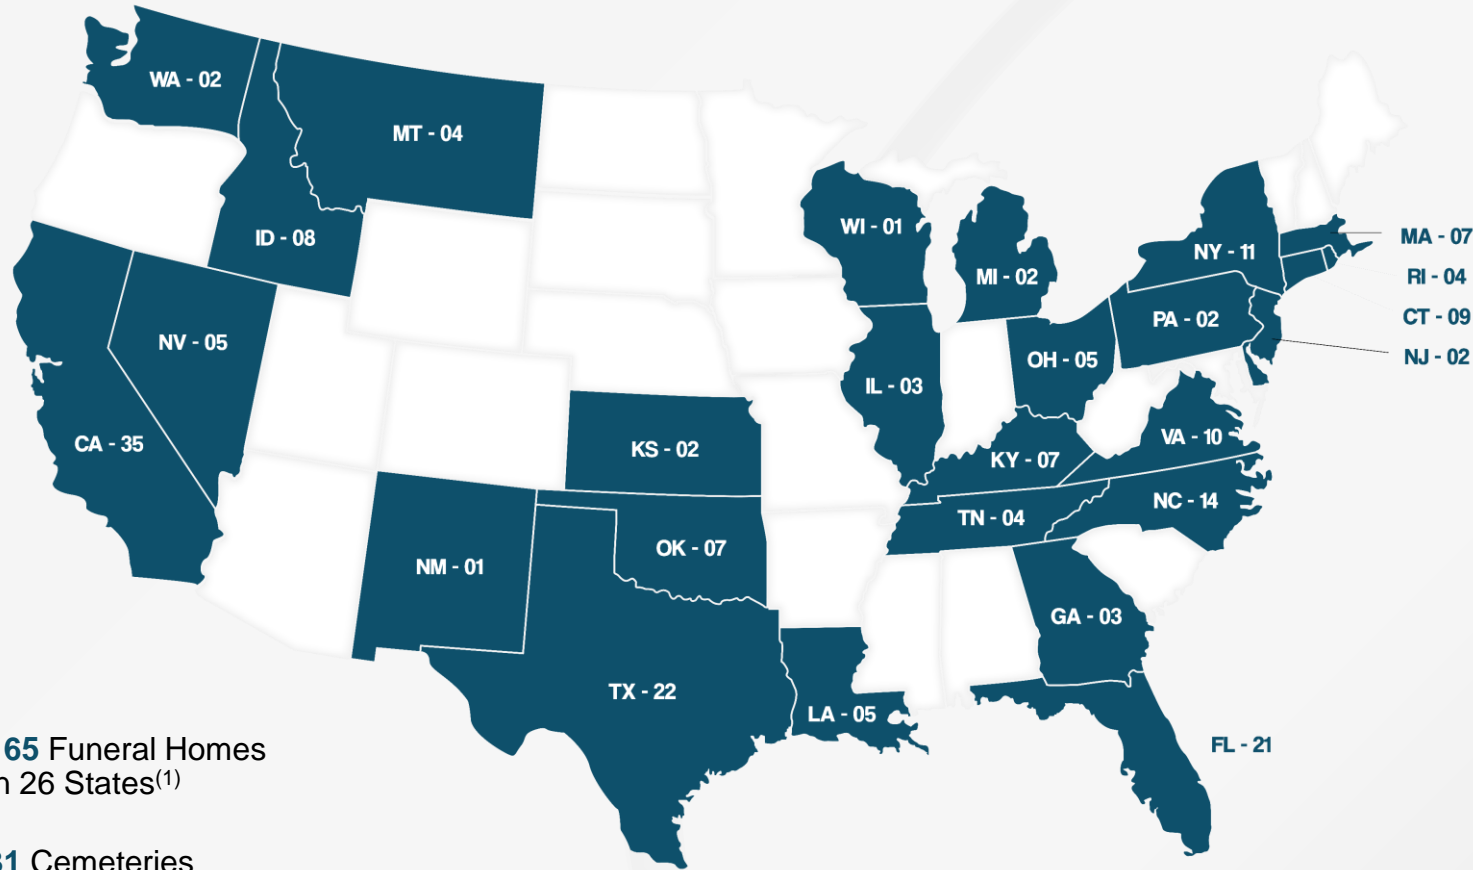 WA - 02
MT - 04
ID - 08
WI - 01
MI - 02
NY - 11
MA - 07
RI - 04
CT - 09
NJ - 02
PA - 02
NV - 05
OH - 05
IL - 03
CA - 35
KS - 02
KY - 07
VA - 10
NC - 14
TN - 04
OK - 07
NM - 01
GA - 03
TX - 22
LA - 05
FL - 21
65 Funeral Homes
26 States(1)
Cemeteries